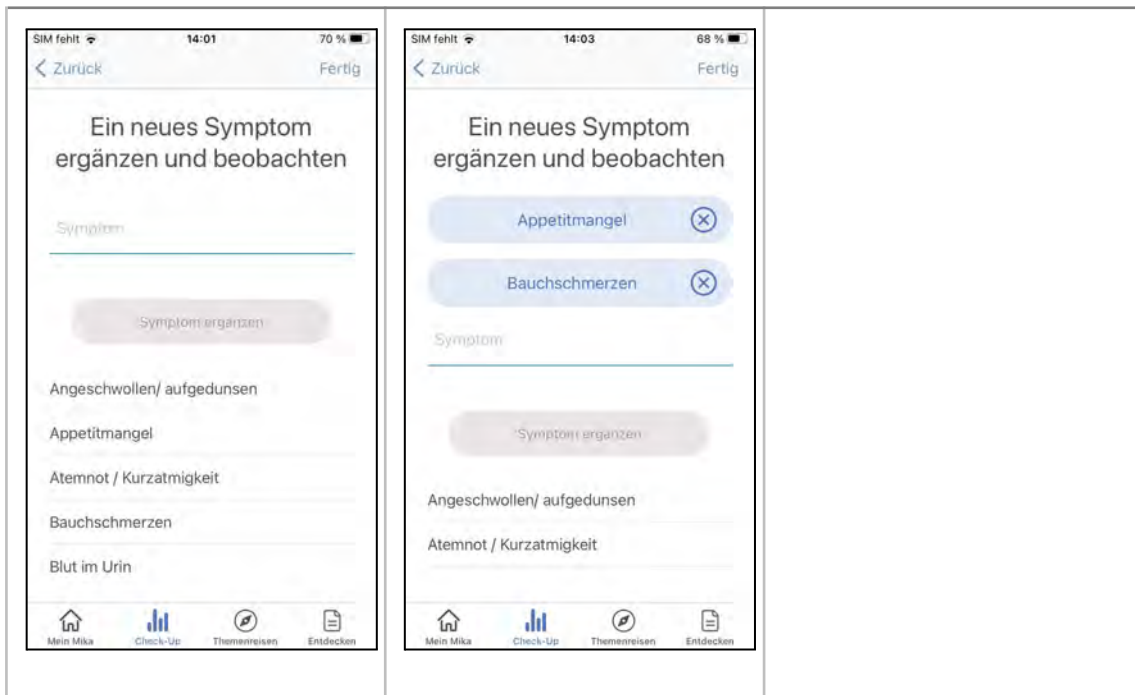 SIM fehlt 14:01 70 %
Zurück Fertig
Ein neues Symptom
ergänzen und beobachten
Symptom
Symptom ergänzen
Angeschwollen/ aufgedunsen
Appetitmangel
Atemnot / Kurzatmigkeit
Bauchschmerzen
Blut im Urin
Mein Mika Check-Up Themenreisen Entdecken
SIM fehlt 14:03 68 %
Zurück Fertig
Ein neues Symptom
ergänzen und beobachten
Appetitmangel
Bauchschmerzen
Symptom
Symptom ergänzen
Angeschwollen/ aufgedunsen
Atemnot / Kurzatmigkeit
Mein Mika Check-Up Themenreisen Entdecken